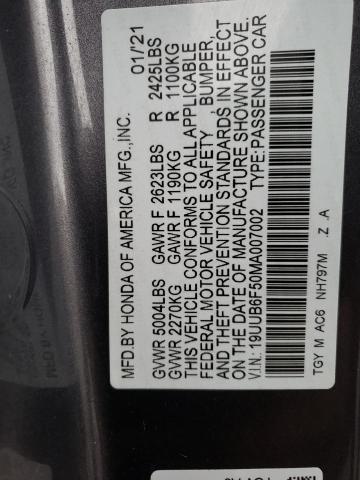 MFD.BY HONDA OF AMERICA MFG.,INC. 01/'21
GVWR 5004LBS GAWR F 2623LBS R 2425LBS
GVWR 2270KG GAWR F 1190KG R 1100KG
THIS VEHICLE CONFORMS TO ALL APPLICABLE
FEDERAL MOTOR VEHICLE SAFETY , BUMPER,
AND THEFT PREVENTION STANDARDS IN EFFECT
ON THE DATE OF MANUFACTURE SHOWN ABOVE.
V.I.N: 19UUB6F50MA007002 TYPE:PASSENGER CAR
TGY M AC6 NH797M .Z .A